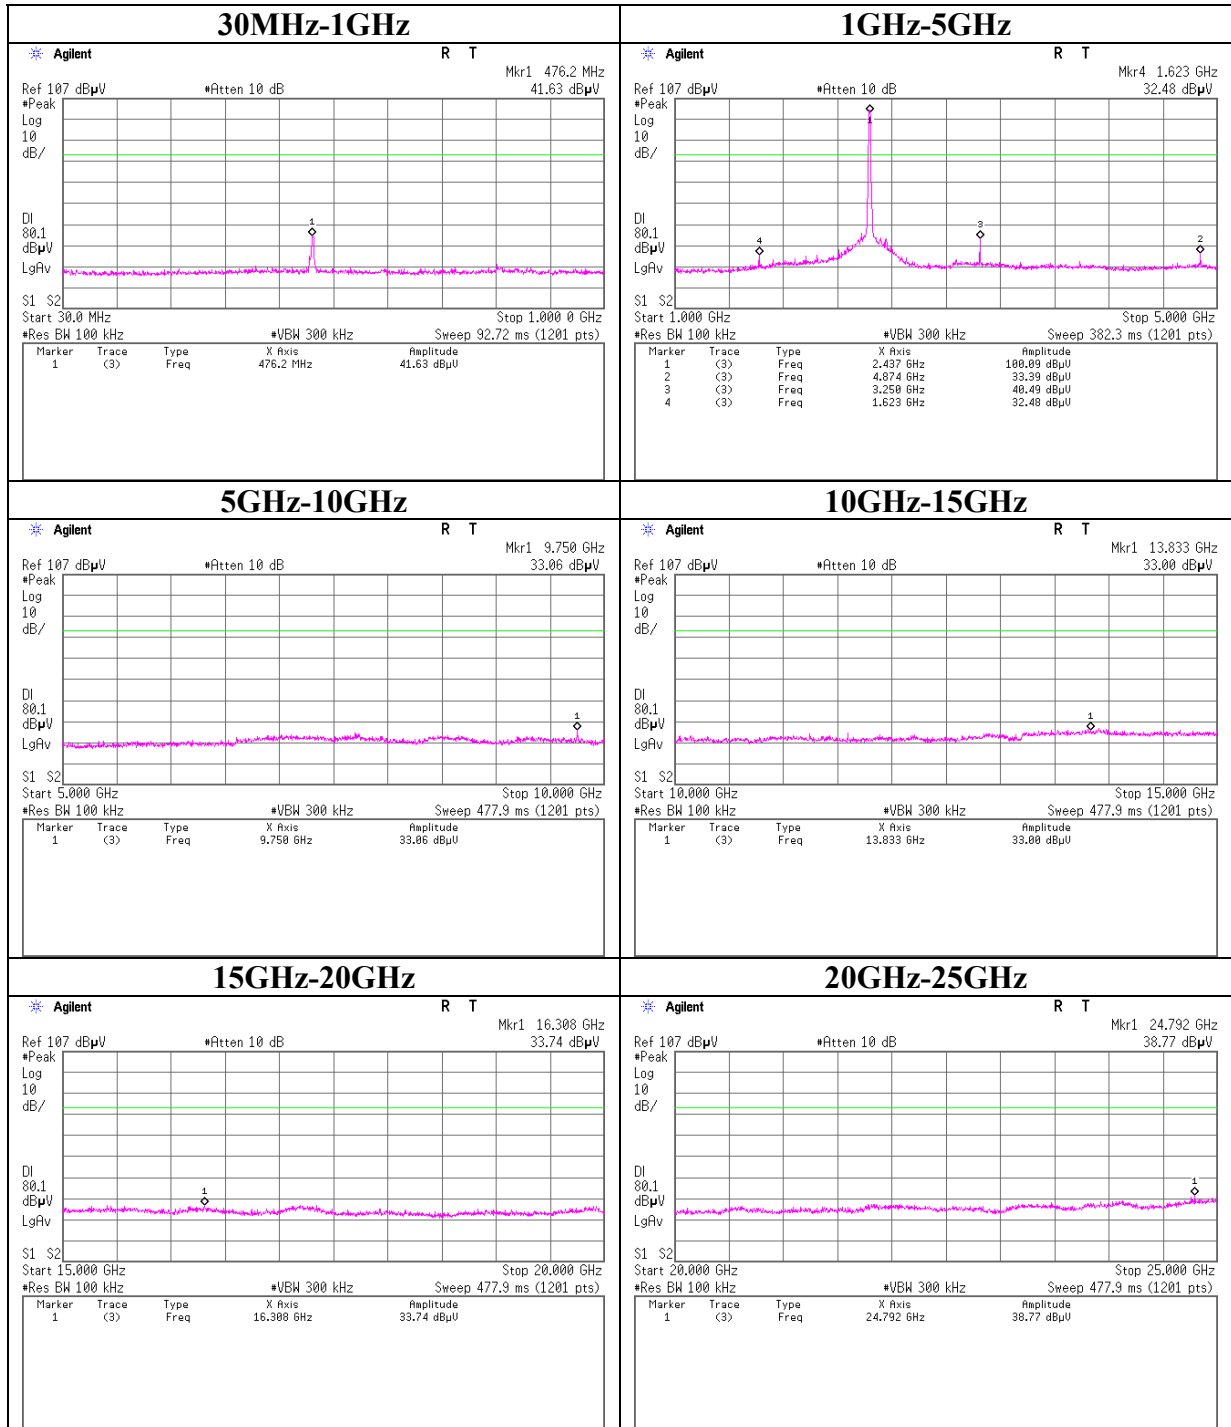 30MHz-1GHz
Agilent R T
Mkr1 476.2 MHz
Ref 107 dBµV #Atten 10 dB 41.63 dBµV
#Peak
Log
10
dB/
1
DI
80.1
dBµV
LgAv
S1 S2
Start 30.0 MHz Stop 1.000 0 GHz
#Res BW 100 kHz #VBW 300 kHz Sweep 92.72 ms (1201 pts)
Marker Trace Type X Axis Amplitude
1 (3) Freq 476.2 MHz 41.63 dBµV
1GHz-5GHz
Agilent R T
Mkr4 1.623 GHz
Ref 107 dBµV #Atten 10 dB 32.48 dBµV
#Peak
Log
10
dB/
1
3
2
4
DI
80.1
dBµV
LgAv
S1 S2
Start 1.000 GHz Stop 5.000 GHz
#Res BW 100 kHz #VBW 300 kHz Sweep 382.3 ms (1201 pts)
Marker Trace Type X Axis Amplitude
1 (3) Freq 2.437 GHz 100.09 dBµV
2 (3) Freq 4.874 GHz 33.39 dBµV
3 (3) Freq 3.250 GHz 40.49 dBµV
4 (3) Freq 1.623 GHz 32.48 dBµV
5GHz-10GHz
Agilent R T
Mkr1 9.750 GHz
Ref 107 dBµV #Atten 10 dB 33.06 dBµV
#Peak
Log
10
dB/
DI
80.1
1
dBµV
LgAv
S1 S2
Start 5.000 GHz Stop 10.000 GHz
#Res BW 100 kHz #VBW 300 kHz Sweep 477.9 ms (1201 pts)
Marker Trace Type X Axis Amplitude
1 (3) Freq 9.750 GHz 33.06 dBµV
10GHz-15GHz
Agilent R T
Mkr1 13.833 GHz
Ref 107 dBµV #Atten 10 dB 33.00 dBµV
#Peak
Log
10
dB/
DI
80.1
1
dBµV
LgAv
S1 S2
Start 10.000 GHz Stop 15.000 GHz
#Res BW 100 kHz #VBW 300 kHz Sweep 477.9 ms (1201 pts)
Marker Trace Type X Axis Amplitude
1 (3) Freq 13.833 GHz 33.00 dBµV
15GHz-20GHz
Agilent R T
Mkr1 16.308 GHz
Ref 107 dBµV #Atten 10 dB 33.74 dBµV
#Peak
Log
10
dB/
DI
80.1
1
dBµV
LgAv
S1 S2
Start 15.000 GHz Stop 20.000 GHz
#Res BW 100 kHz #VBW 300 kHz Sweep 477.9 ms (1201 pts)
Marker Trace Type X Axis Amplitude
1 (3) Freq 16.308 GHz 33.74 dBµV
20GHz-25GHz
Agilent R T
Mkr1 24.792 GHz
Ref 107 dBµV #Atten 10 dB 38.77 dBµV
#Peak
Log
10
dB/
DI
1
80.1
dBµV
LgAv
S1 S2
Start 20.000 GHz Stop 25.000 GHz
#Res BW 100 kHz #VBW 300 kHz Sweep 477.9 ms (1201 pts)
Marker Trace Type X Axis Amplitude
1 (3) Freq 24.792 GHz 38.77 dBµV